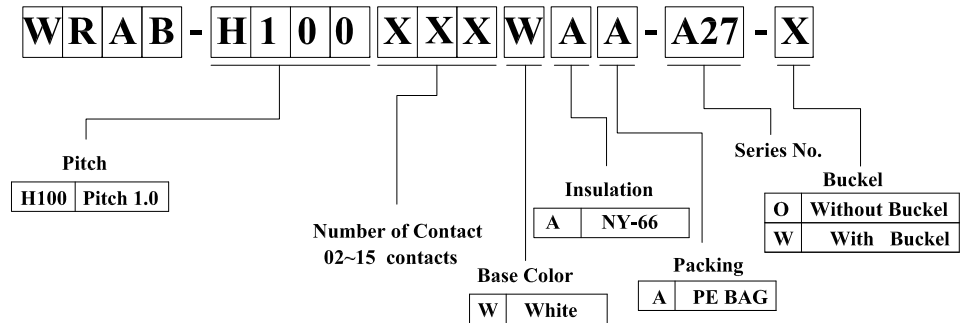 WRAB-H100XXXWAA-A27-X
Pitch
H100 Pitch 1.0
Number of Contact
02~15 contacts
Base Color
W White
Insulation
A NY-66
Packing
A PE BAG
Series No.
Buckel
O Without Buckel
W With Buckel